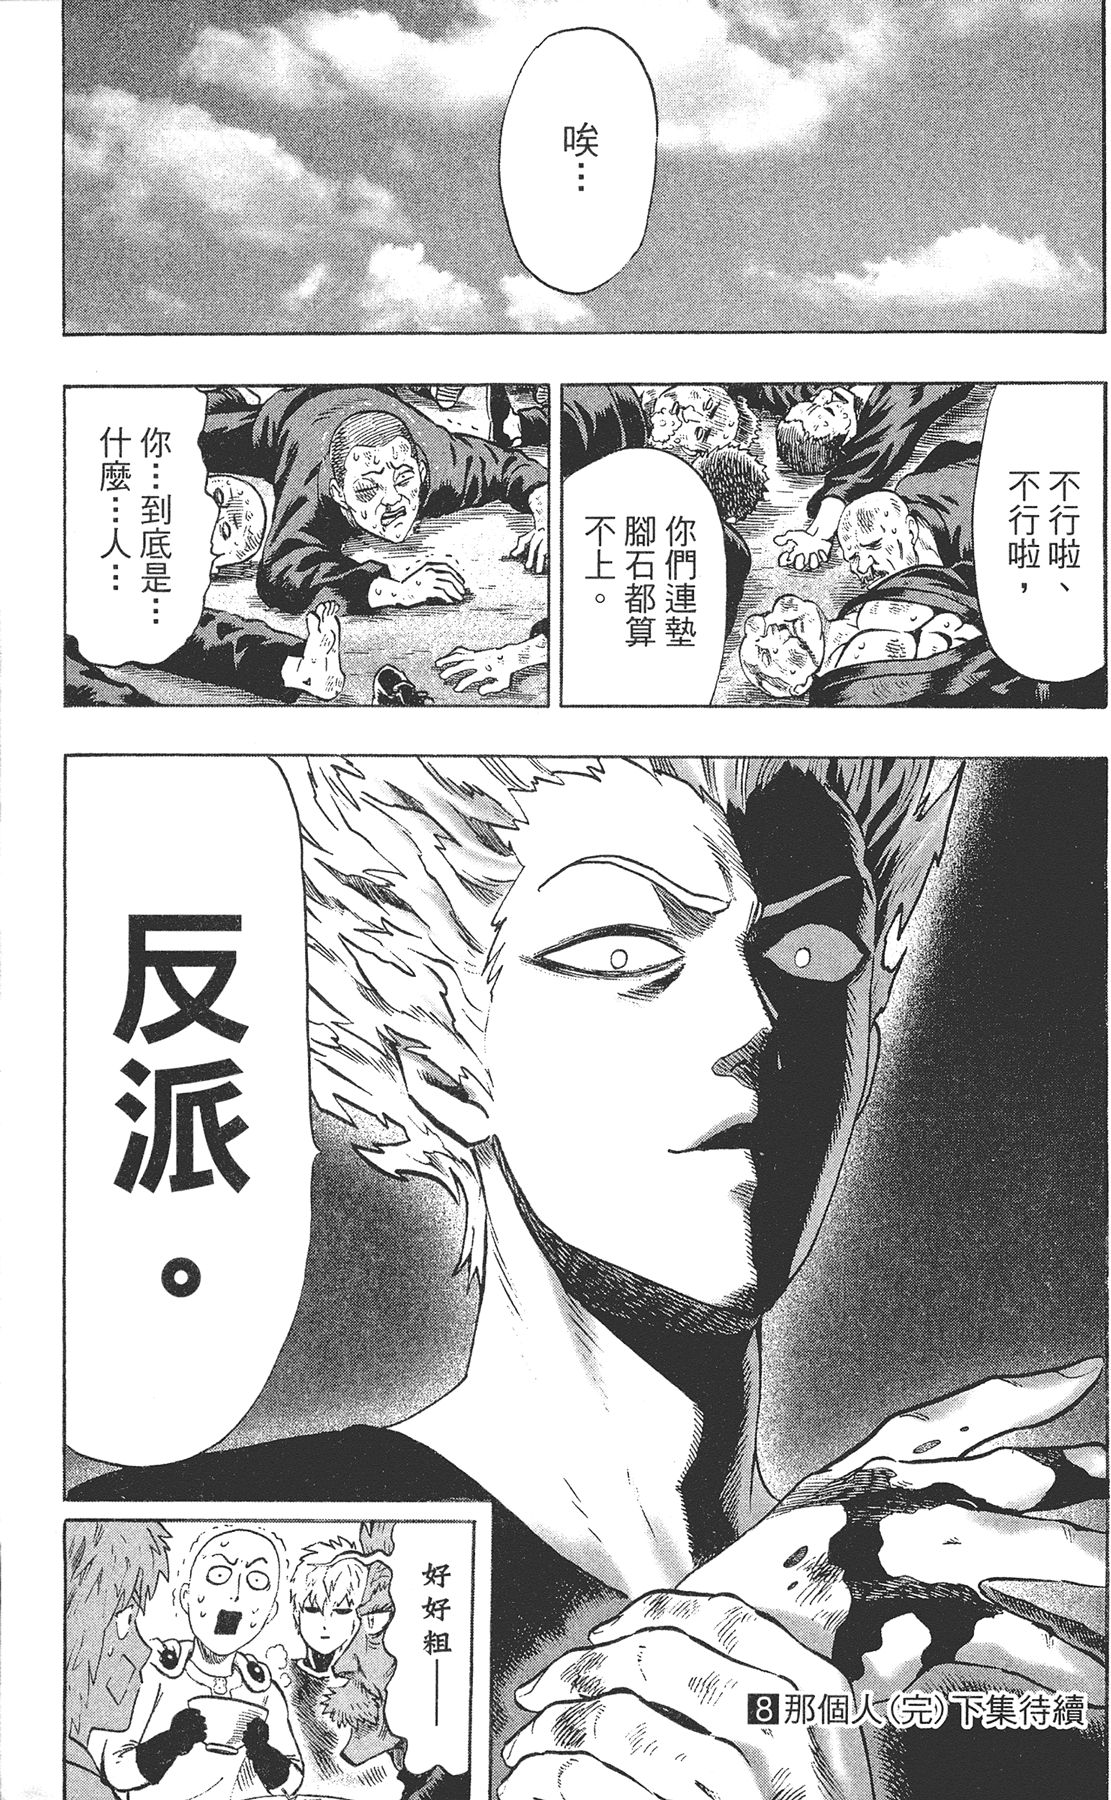 唉…
不行啦、
不行啦，
你們連墊
腳石都算
不上。
你…到底是…
什麼…人…
反派。
好好粗——
8那個人(完)下集待續